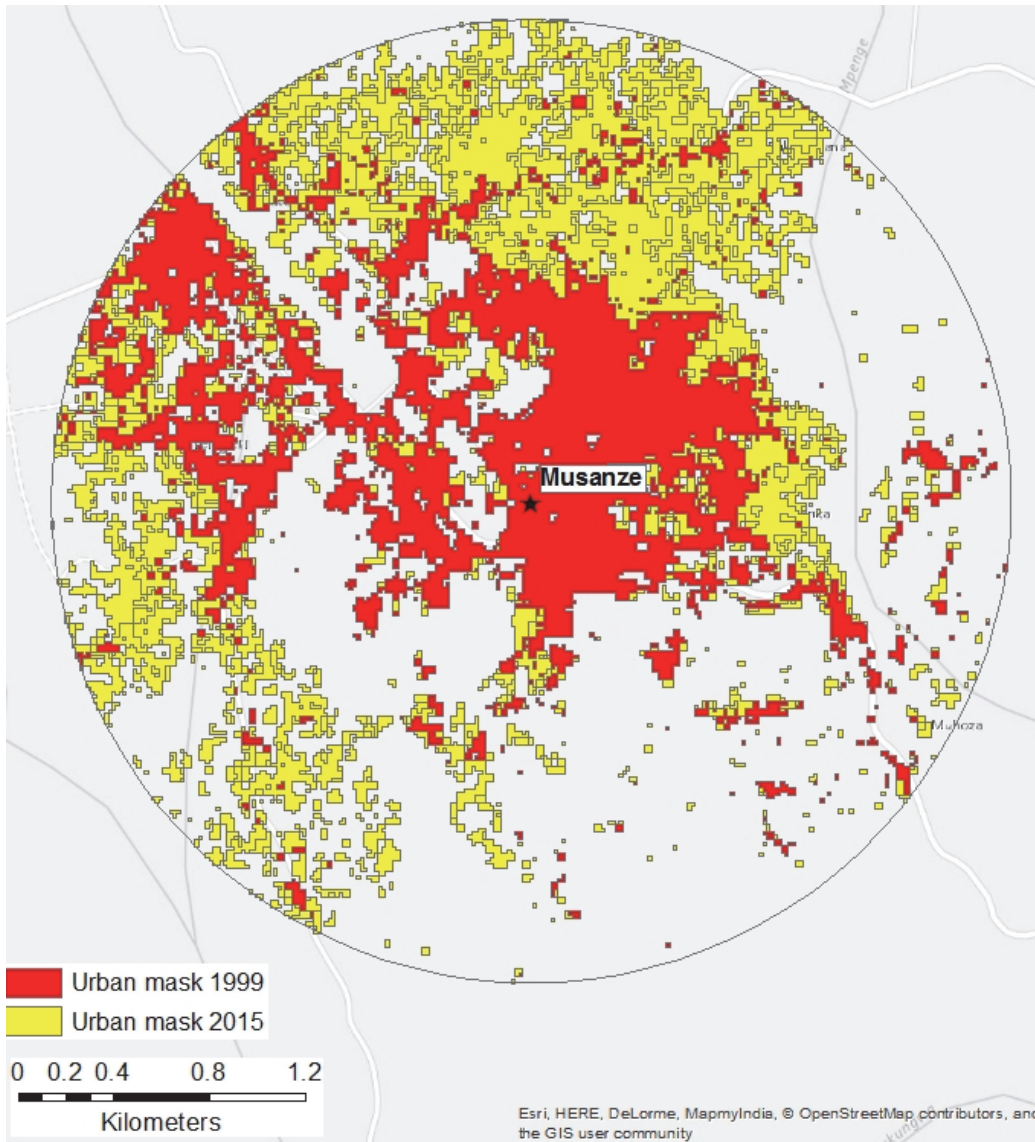 Mpenge
Musanze
Muhoza
Urban mask 1999
Urban mask 2015
0 0.2 0.4 0.8 1.2
Kilometers
Esri, HERE, DeLorme, MapmyIndia, © OpenStreetMap contributors, and
the GIS user community